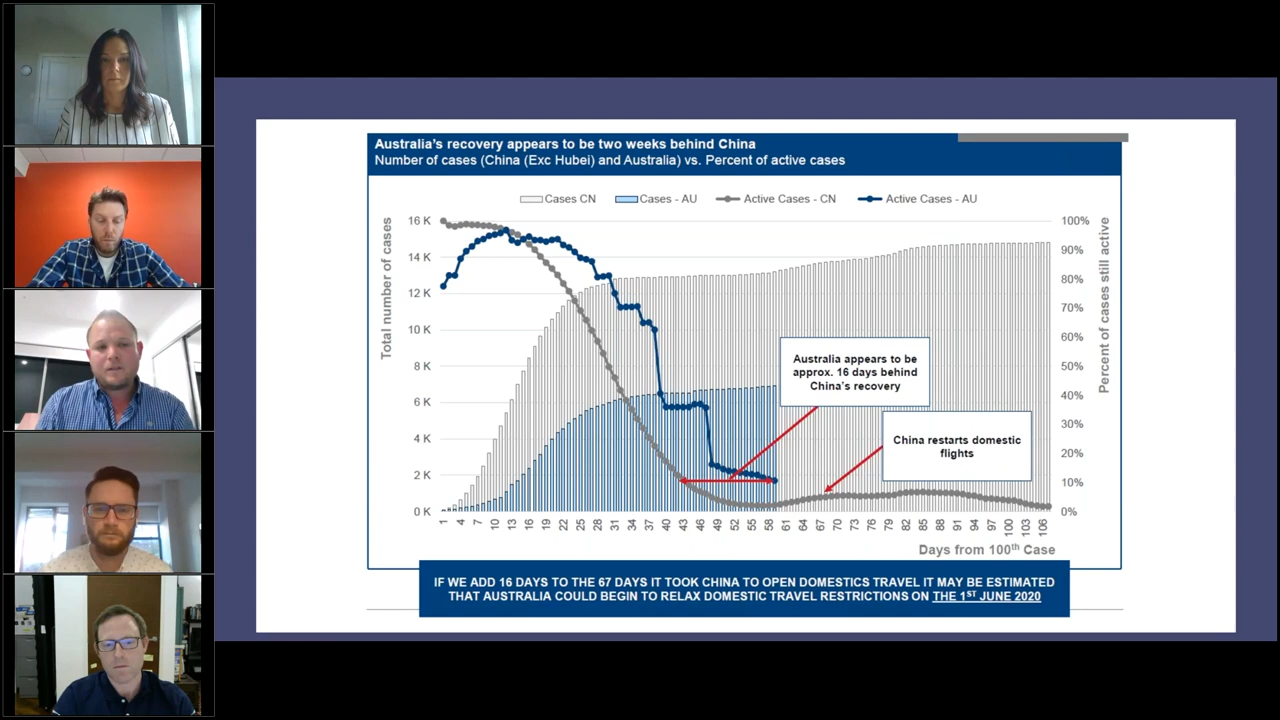 Australia's recovery appears to be two weeks behind China
Number of cases (China (Exc Hubei) and Australia) vs. Percent of active cases
Cases CN
Cases - AU
Active Cases - CN
Active Cases - AU
Total number of cases
16 K
14 K
12 K
10 K
8 K
6 K
4 K
2 K
0 K
100%
90%
80%
70%
60%
50%
40%
30%
20%
10%
0%
Percent of cases still active
Australia appears to be
approx. 16 days behind
China's recovery
China restarts domestic
flights
1 4 7 10 13 16 19 22 25 28 31 34 37 40 43 46 49 52 55 58 61 64 67 70 73 76 79 82 85 88 91 94 97 100 103 106
Days from 100th Case
IF WE ADD 16 DAYS TO THE 67 DAYS IT TOOK CHINA TO OPEN DOMESTICS TRAVEL IT MAY BE ESTIMATED
THAT AUSTRALIA COULD BEGIN TO RELAX DOMESTIC TRAVEL RESTRICTIONS ON THE 1ST JUNE 2020